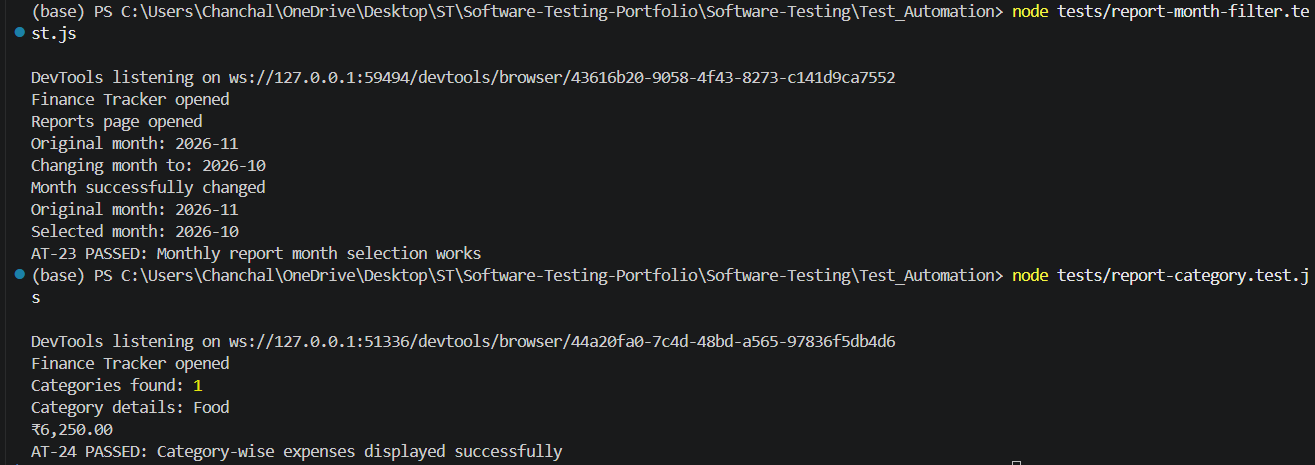 (base) PS C:\Users\Chanchal\OneDrive\Desktop\ST\Software-Testing-Portfolio\Software-Testing\Test_Automation> node tests/report-month-filter.te
st.js
DevTools listening on ws://127.0.0.1:59494/devtools/browser/43616b20-9058-4f43-8273-c141d9ca7552
Finance Tracker opened
Reports page opened
Original month: 2026-11
Changing month to: 2026-10
Month successfully changed
Original month: 2026-11
Selected month: 2026-10
AT-23 PASSED: Monthly report month selection works
(base) PS C:\Users\Chanchal\OneDrive\Desktop\ST\Software-Testing-Portfolio\Software-Testing\Test_Automation> node tests/report-category.test.j
s
DevTools listening on ws://127.0.0.1:51336/devtools/browser/44a20fa0-7c4d-48bd-a565-97836f5db4d6
Finance Tracker opened
Categories found: 1
Category details: Food
₹6,250.00
AT-24 PASSED: Category-wise expenses displayed successfully